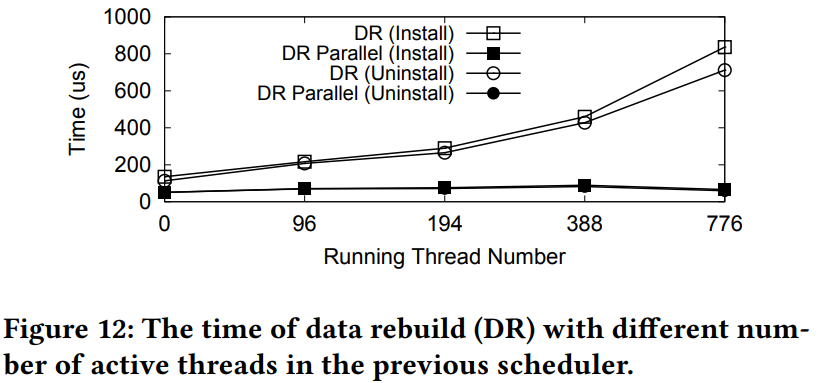 1000
800
600
400
200
0
Time (us)
DR (Install)
DR Parallel (Install)
DR (Uninstall)
DR Parallel (Uninstall)
0 96 194 388 776
Running Thread Number
Figure 12: The time of data rebuild (DR) with different num-
ber of active threads in the previous scheduler.